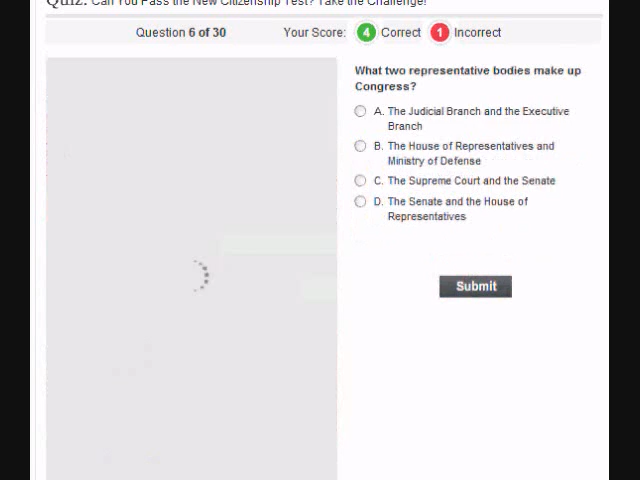 Quiz: Can You Pass the New Citizenship Test? Take the Challenge!
Question 6 of 30 Your Score: 4 Correct 1 Incorrect
What two representative bodies make up
Congress?
A. The Judicial Branch and the Executive
Branch
B. The House of Representatives and
Ministry of Defense
C. The Supreme Court and the Senate
D. The Senate and the House of
Representatives
Submit